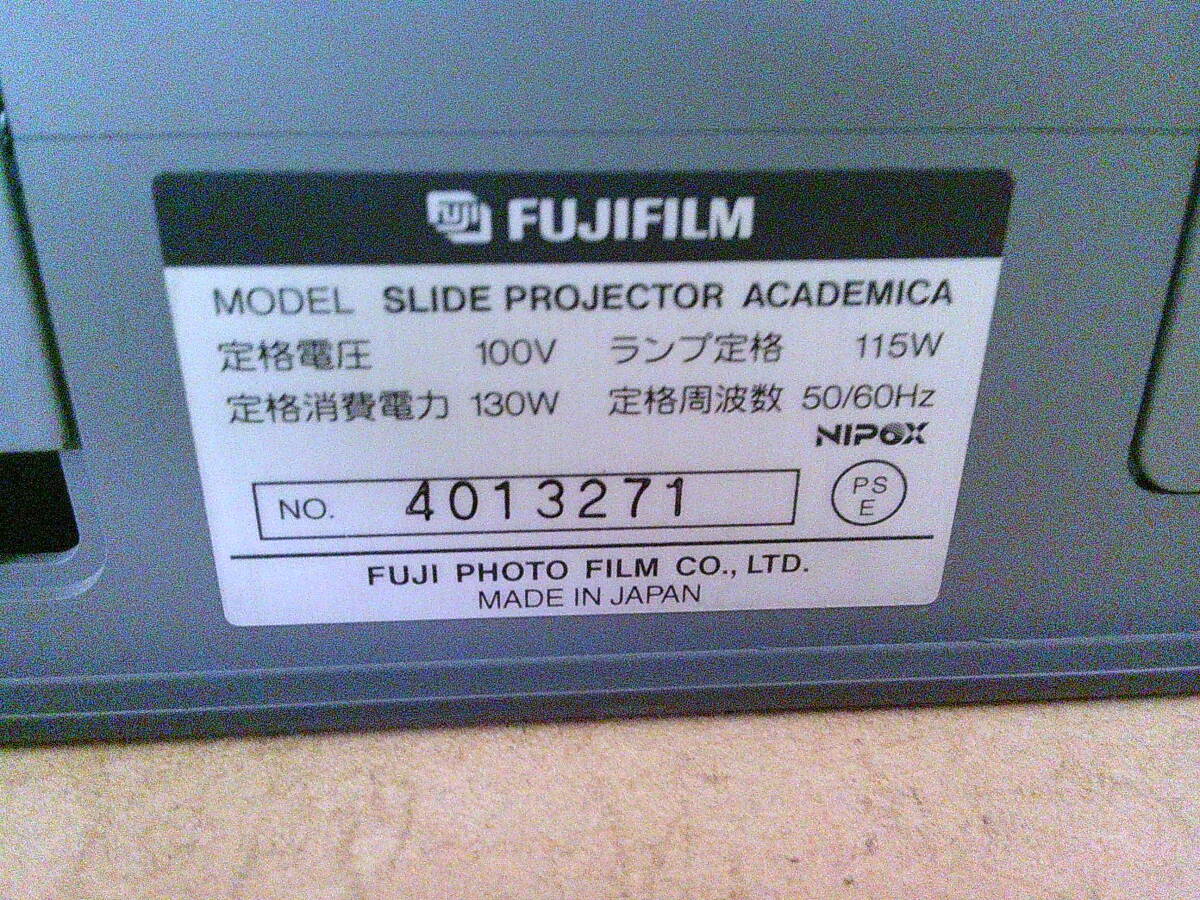 FUJI FUJIFILM
MODEL SLIDE PROJECTOR ACADEMICA
定格電圧 100V ランプ定格 115W
定格消費電力 130W 定格周波数 50/60Hz
NIPOX
NO. 4013271
PS
E
FUJI PHOTO FILM CO., LTD.
MADE IN JAPAN